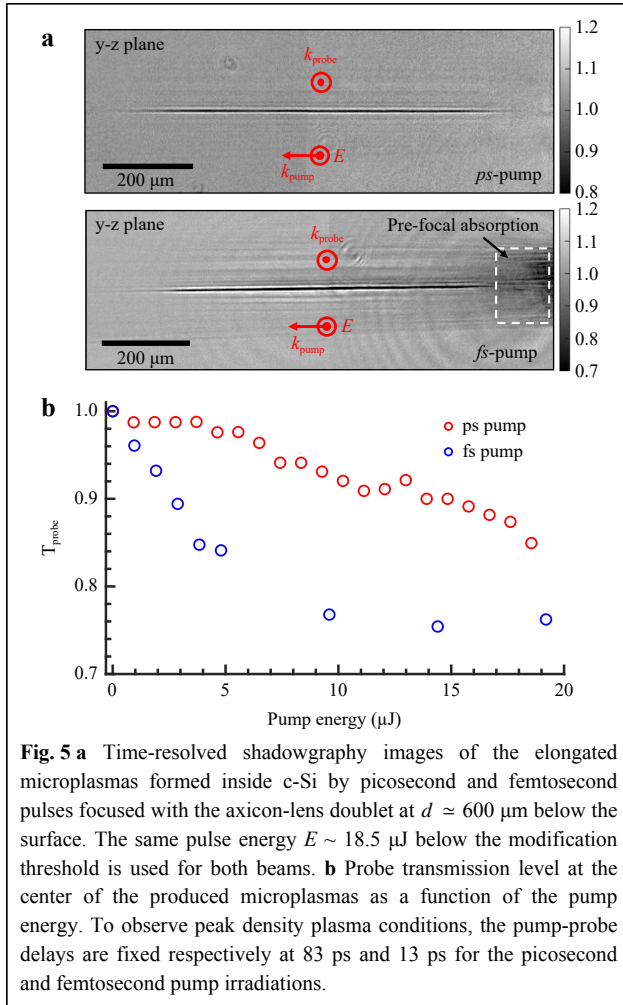 a
y-z plane
k_probe
E
k_pump
200 μm
ps-pump
1.2
1.1
1.0
0.9
0.8
y-z plane
Pre-focal absorption
k_probe
E
k_pump
200 μm
fs-pump
1.2
1.1
1.0
0.9
0.8
0.7
b
1.0
0.9
0.8
0.7
T_probe
ps pump
fs pump
0 5 10 15 20
Pump energy (μJ)
Fig. 5 a Time-resolved shadowgraphy images of the elongated
microplasmas formed inside c-Si by picosecond and femtosecond
pulses focused with the axicon-lens doublet at d ≃ 600 μm below the
surface. The same pulse energy E ~ 18.5 μJ below the modification
threshold is used for both beams. b Probe transmission level at the
center of the produced microplasmas as a function of the pump
energy. To observe peak density plasma conditions, the pump-probe
delays are fixed respectively at 83 ps and 13 ps for the picosecond
and femtosecond pump irradiations.